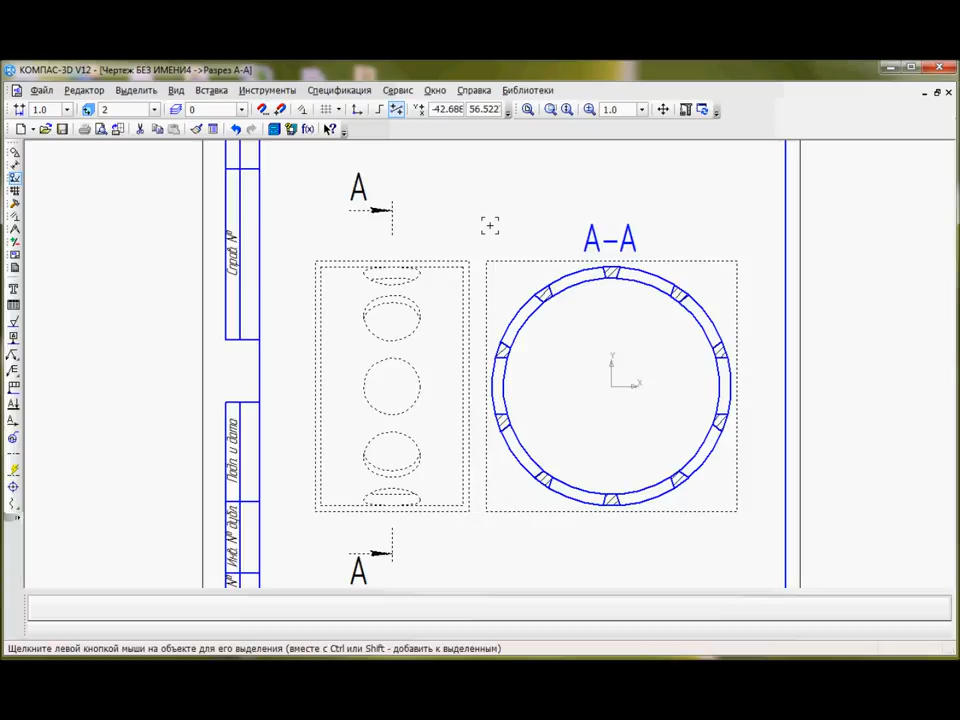 КОМПАС-3D V12 - [Чертеж БЕЗ ИМЕНИ4 ->Разрез А-А]
Файл Редактор Выделить Вид Вставка Инструменты Спецификация Сервис Окно Справка Библиотеки
1.0 2 0 -42.686 56.522 1.0
f(x)
А
А–А
Справ. №
Y
X
Подп. и дата
Инв. № дубл.
№
А
Щелкните левой кнопкой мыши на объекте для его выделения (вместе с Ctrl или Shift - добавить к выделенным)